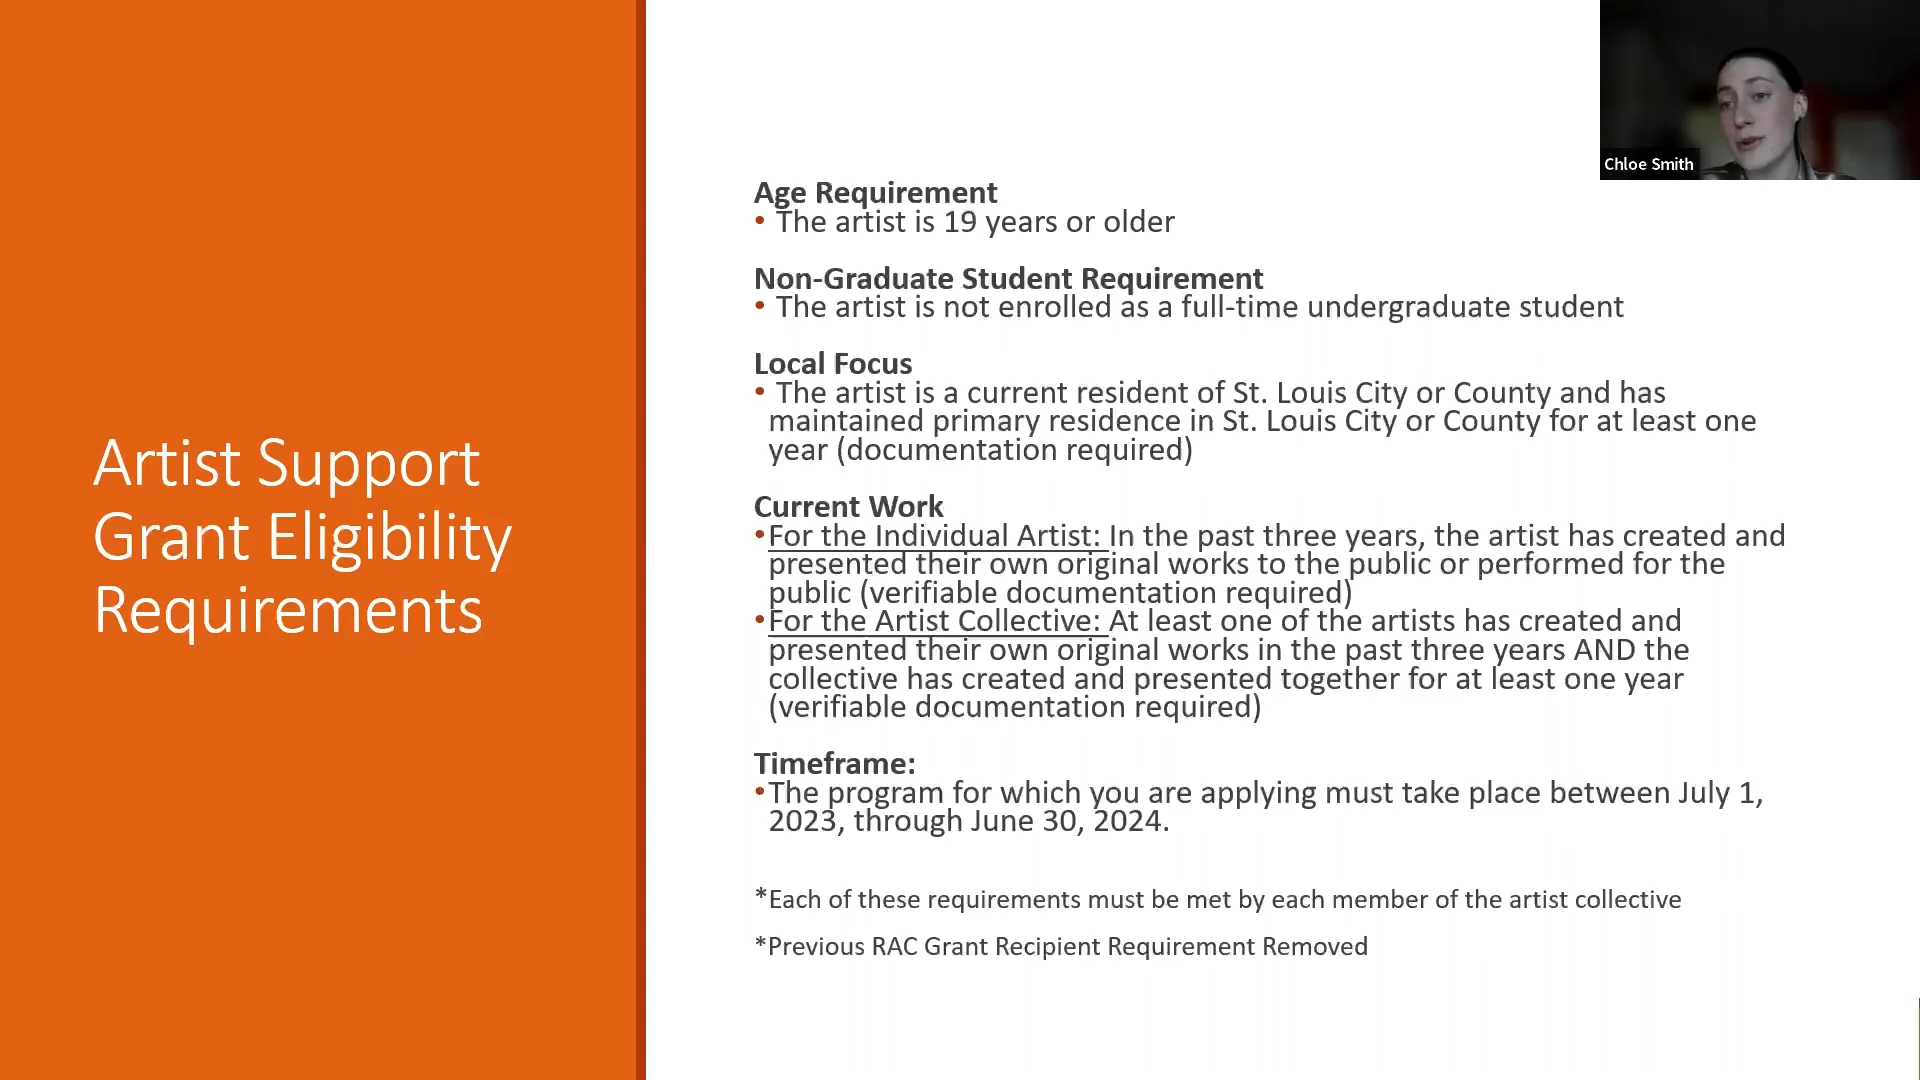 Chloe Smith
Artist Support
Grant Eligibility
Requirements
Age Requirement
• The artist is 19 years or older
Non-Graduate Student Requirement
• The artist is not enrolled as a full-time undergraduate student
Local Focus
• The artist is a current resident of St. Louis City or County and has
maintained primary residence in St. Louis City or County for at least one
year (documentation required)
Current Work
•For the Individual Artist: In the past three years, the artist has created and
presented their own original works to the public or performed for the
public (verifiable documentation required)
•For the Artist Collective: At least one of the artists has created and
presented their own original works in the past three years AND the
collective has created and presented together for at least one year
(verifiable documentation required)
Timeframe:
•The program for which you are applying must take place between July 1,
2023, through June 30, 2024.
*Each of these requirements must be met by each member of the artist collective
*Previous RAC Grant Recipient Requirement Removed